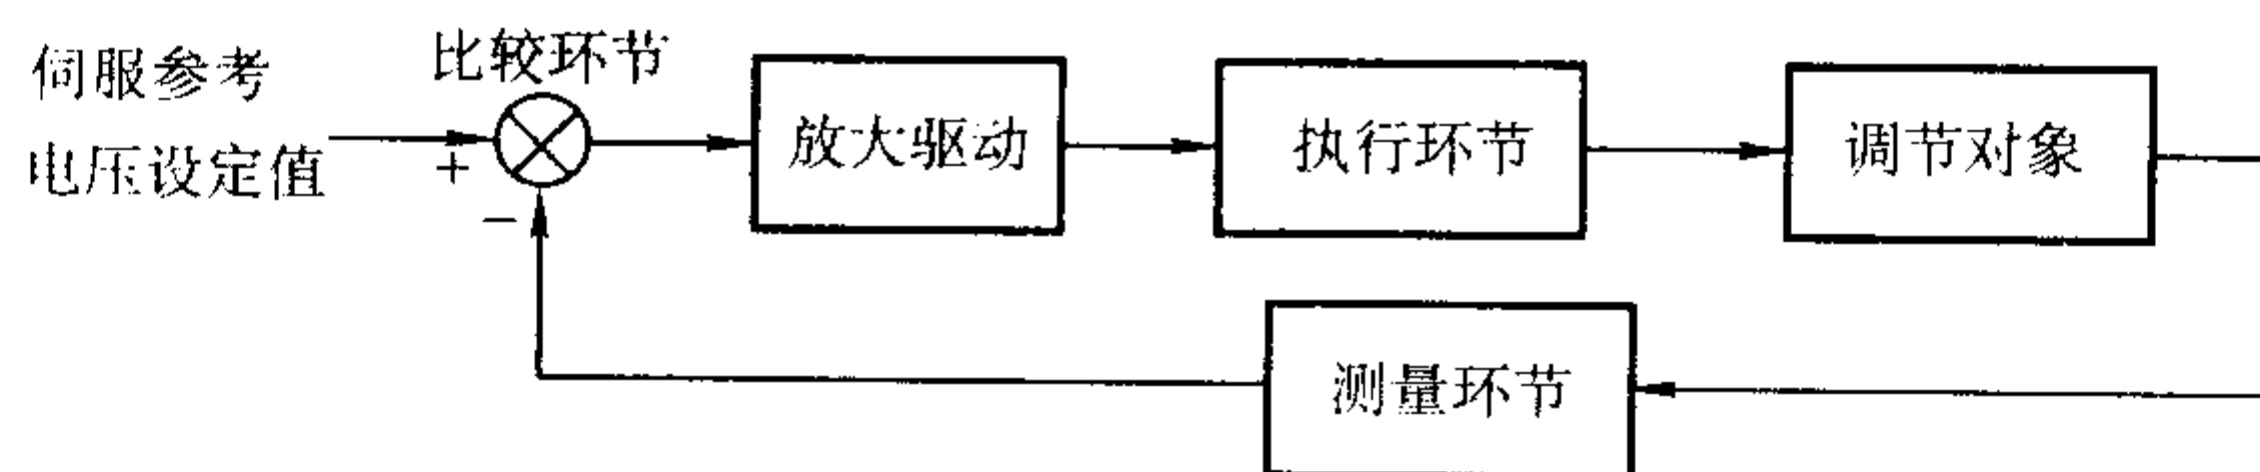 伺服参考
电压设定值
比较环节
+
−
放大驱动
执行环节
调节对象
测量环节